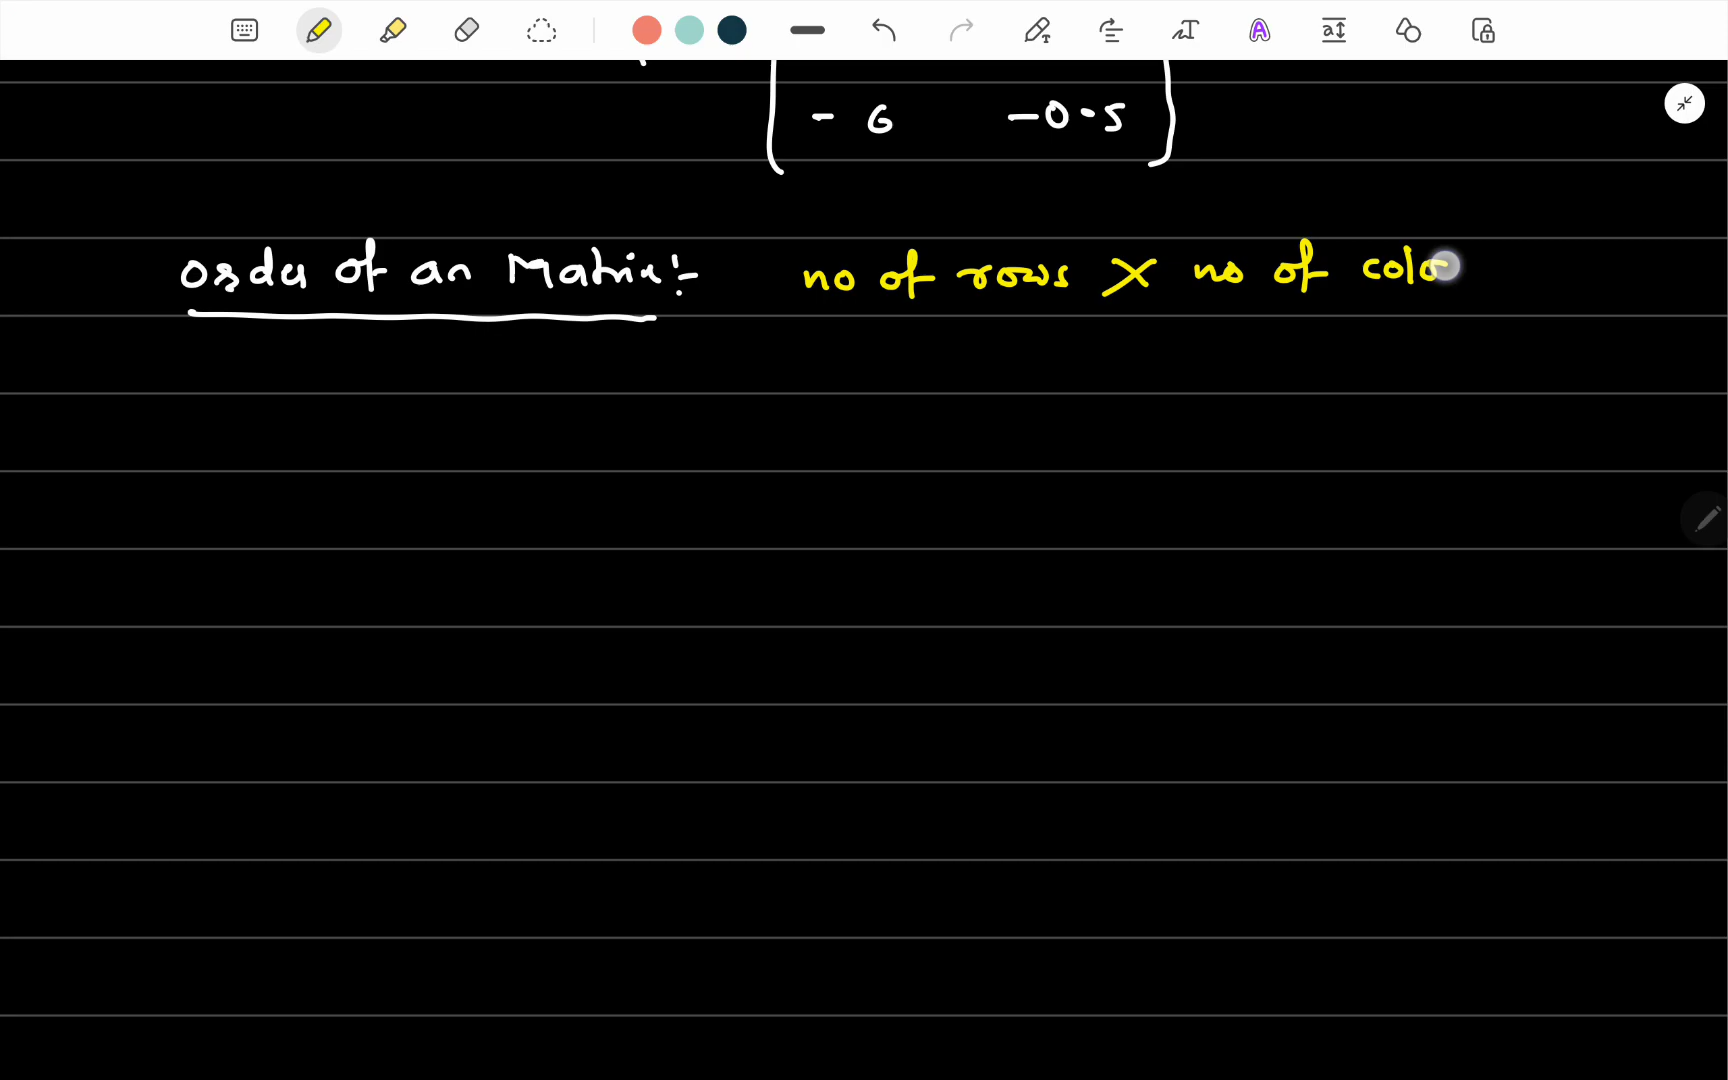 - 6 -0.5
order of an Matrix:- no of rows X no of colo